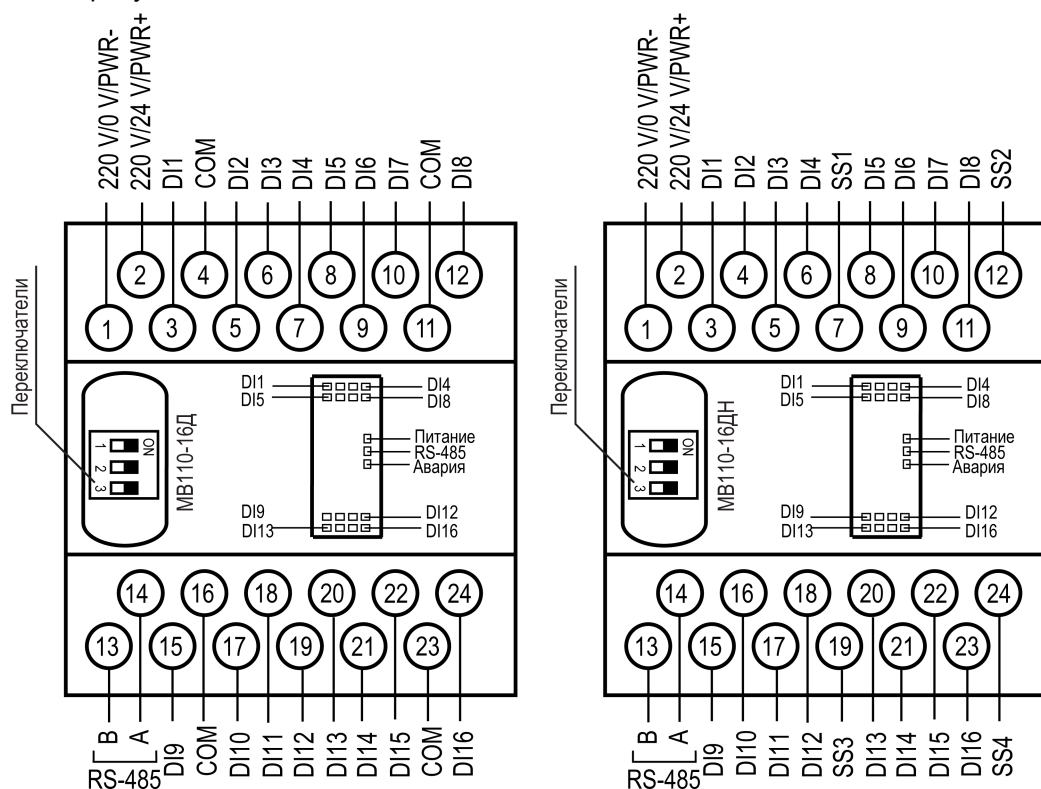 220 V/0 V/PWR-
220 V/24 V/PWR+
DI1
COM
DI2
DI3
DI4
DI5
DI6
DI7
COM
DI8
2
4
6
8
10
12
1
3
5
7
9
11
Переключатели
1
2
3
ON
МВ110-16Д
DI1
DI5
DI4
DI8
Питание
RS-485
Авария
DI9
DI13
DI12
DI16
14
16
18
20
22
24
13
15
17
19
21
23
B
A
RS-485
DI9
COM
DI10
DI11
DI12
DI13
DI14
DI15
COM
DI16
220 V/0 V/PWR-
220 V/24 V/PWR+
DI1
DI2
DI3
DI4
SS1
DI5
DI6
DI7
DI8
SS2
2
4
6
8
10
12
1
3
5
7
9
11
Переключатели
1
2
3
ON
МВ110-16ДН
DI1
DI5
DI4
DI8
Питание
RS-485
Авария
DI9
DI13
DI12
DI16
14
16
18
20
22
24
13
15
17
19
21
23
B
A
RS-485
DI9
DI10
DI11
DI12
SS3
DI13
DI14
DI15
DI16
SS4